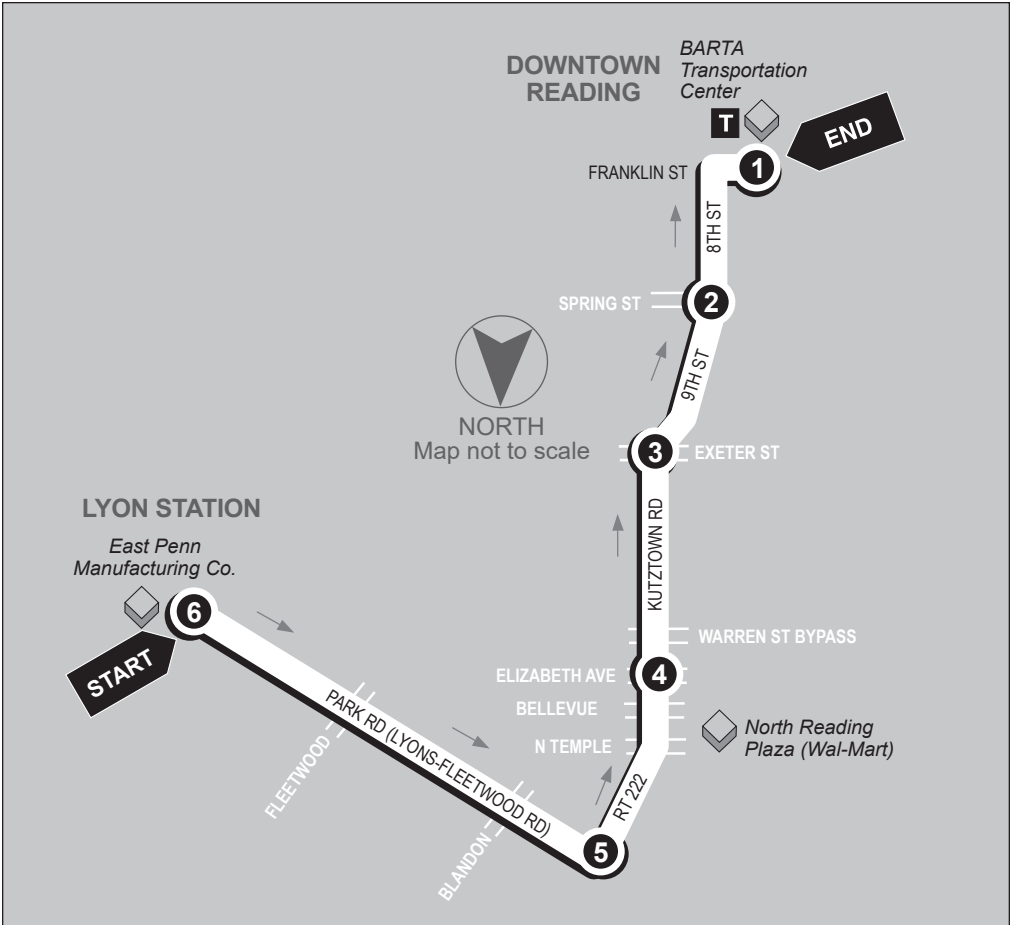 DOWNTOWN
READING
BARTA
Transportation
Center
T
END
1
FRANKLIN ST
8TH ST
SPRING ST
2
9TH ST
NORTH
Map not to scale
3
EXETER ST
LYON STATION
East Penn
Manufacturing Co.
KUTZTOWN RD
6
START
WARREN ST BYPASS
ELIZABETH AVE
4
BELLEVUE
N TEMPLE
North Reading
Plaza (Wal-Mart)
PARK RD (LYONS-FLEETWOOD RD)
FLEETWOOD
BLANDON
RT 222
5